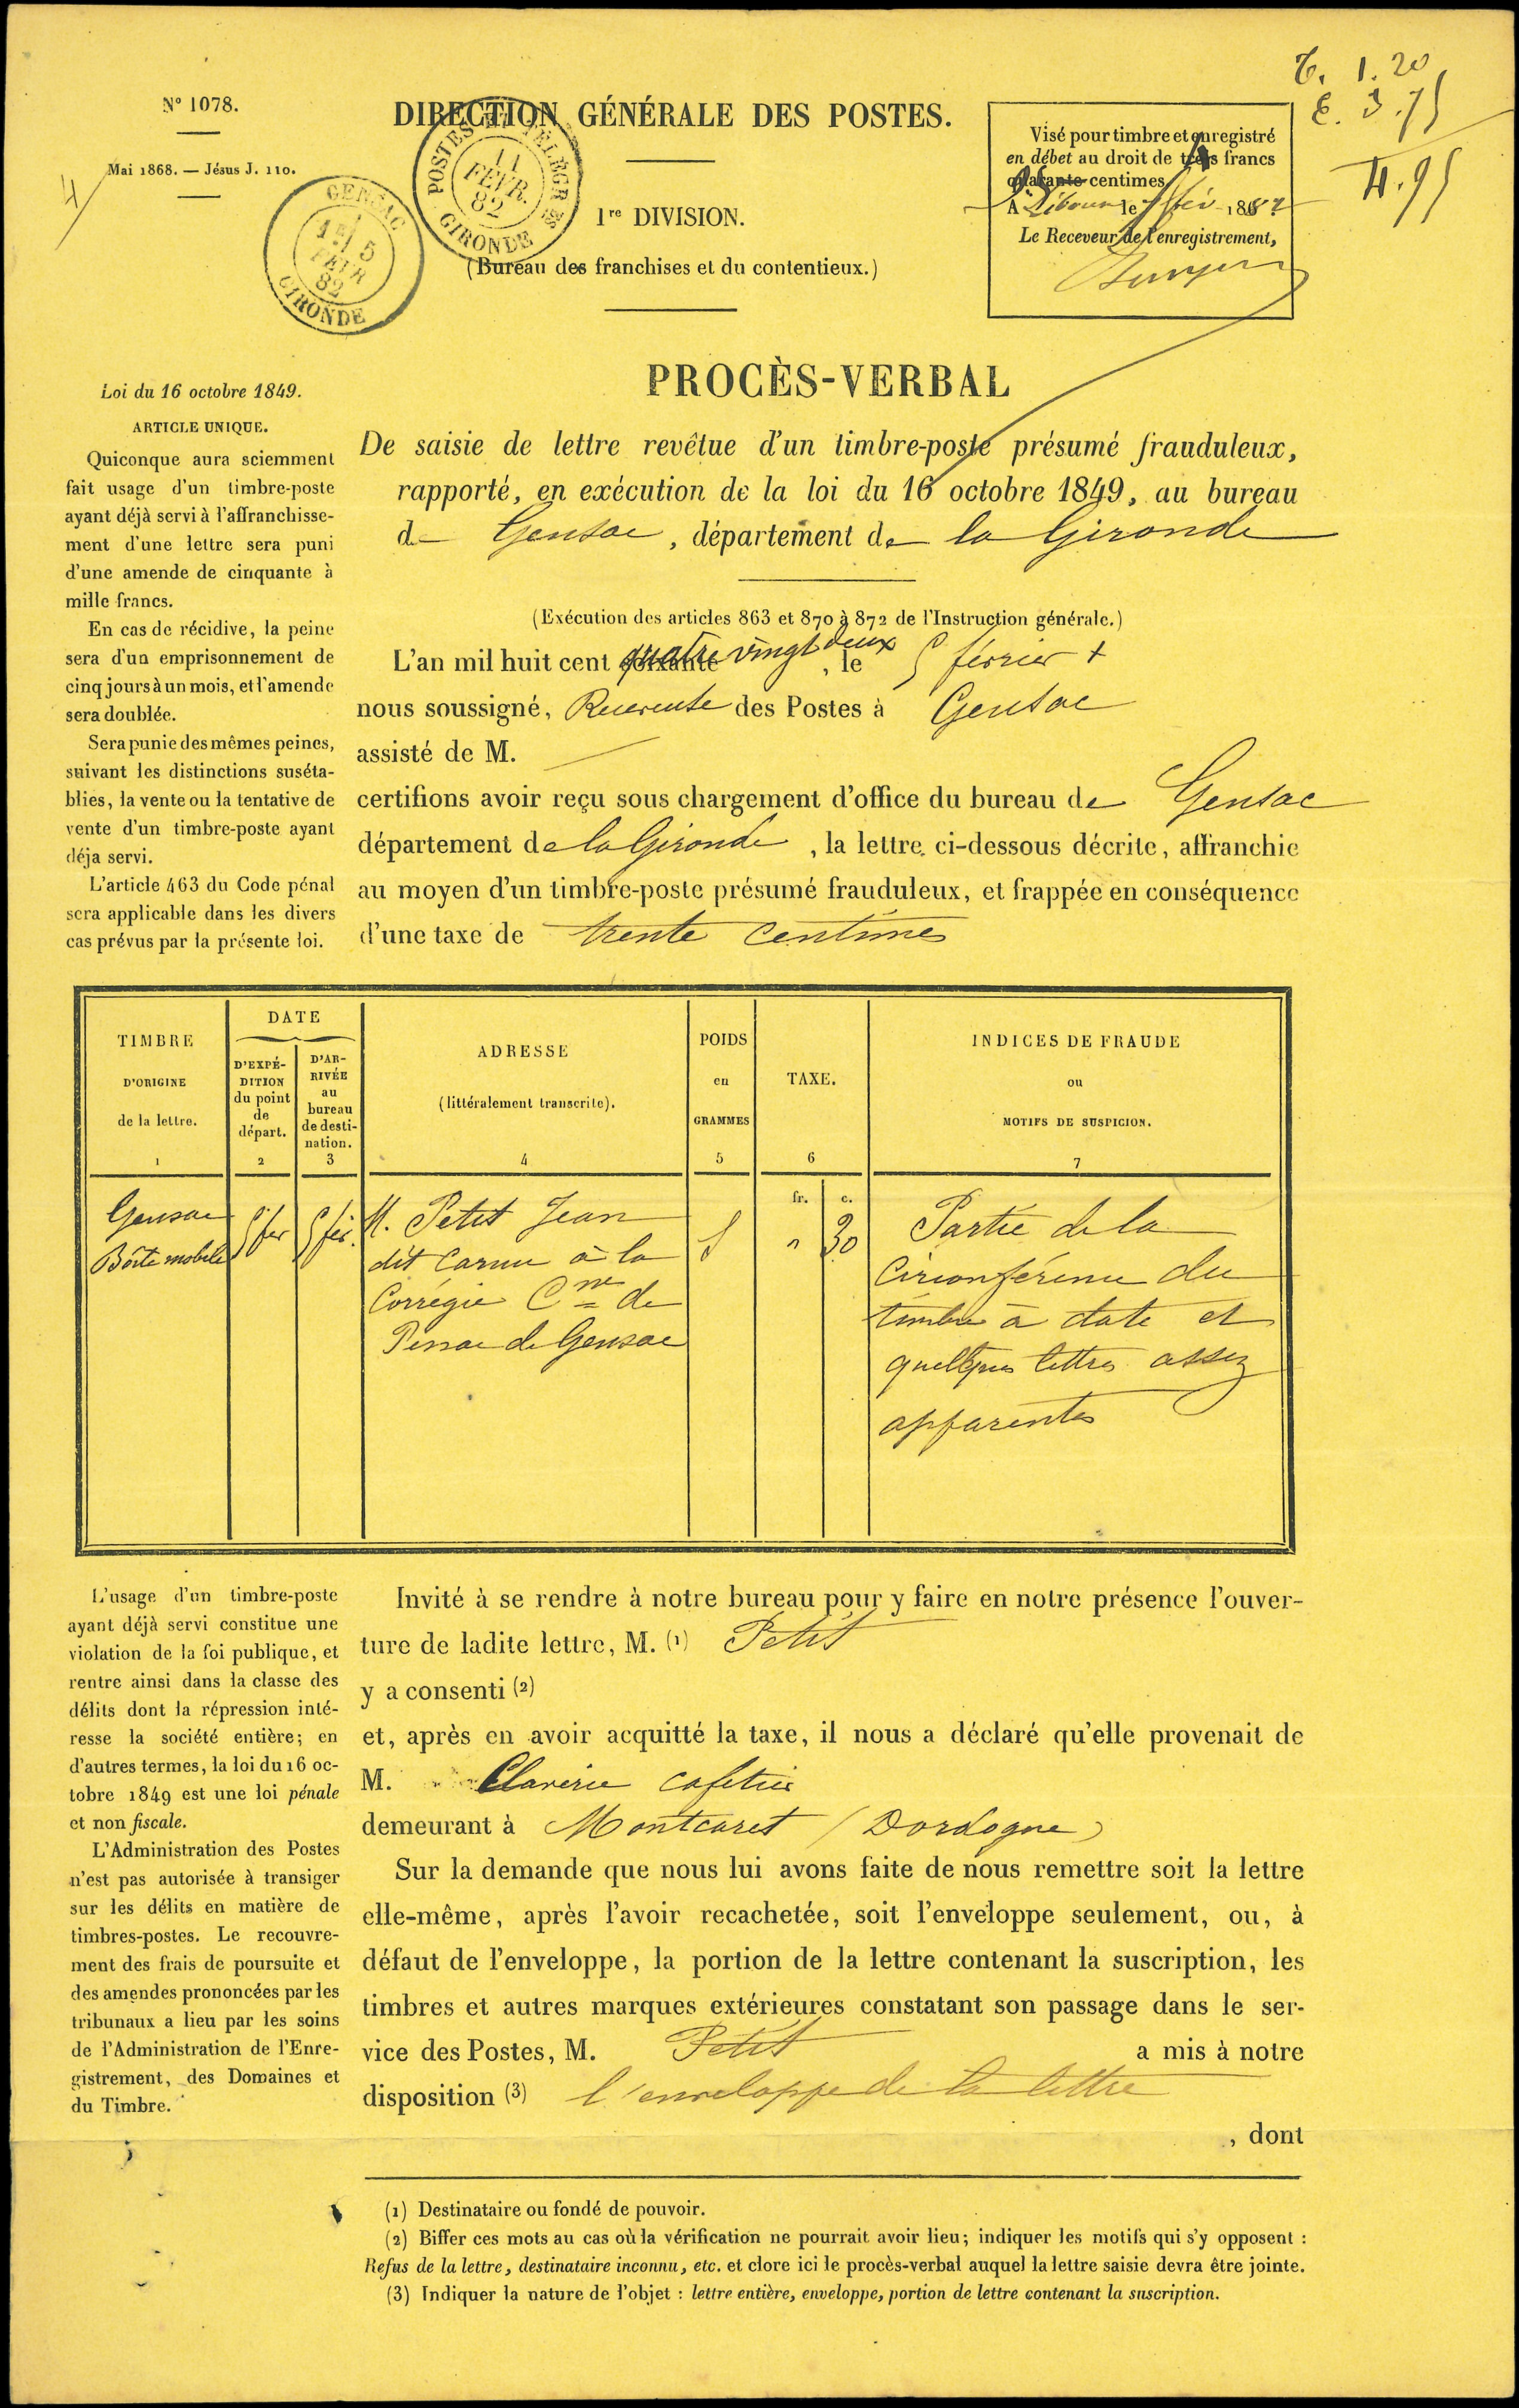 T. 1.20
E. 3.75
4.95
N° 1078.
Mai 1868. — Jésus J. 110.
4
DIRECTION GÉNÉRALE DES POSTES.
POSTES ET TÉLÉGR
11
FÉVR.
82
GIRONDE
GENSAC
5
FÉVR
82
GIRONDE
1re DIVISION.
(Bureau des franchises et du contentieux.)
Visé pour timbre et enregistré
en débet au droit de trois francs
quarante centimes
A Libourne le fév 1882
Le Receveur de l'enregistrement,
PROCÈS-VERBAL
De saisie de lettre revêtue d'un timbre-poste présumé frauduleux,
rapporté, en exécution de la loi du 16 octobre 1849, au bureau
de Gensac, département de la Gironde
(Exécution des articles 863 et 870 à 872 de l'Instruction générale.)
L'an mil huit cent soixante quatre vingt deux, le 5 février
nous soussigné, Receveuse des Postes à Gensac
assisté de M. —
certifions avoir reçu sous chargement d'office du bureau de Gensac
département de la Gironde, la lettre ci-dessous décrite, affranchie
au moyen d'un timbre-poste présumé frauduleux, et frappée en conséquence
d'une taxe de trente centimes
Loi du 16 octobre 1849.
ARTICLE UNIQUE.
Quiconque aura sciemment
fait usage d'un timbre-poste
ayant déjà servi à l'affranchisse-
ment d'une lettre sera puni
d'une amende de cinquante à
mille francs.
En cas de récidive, la peine
sera d'un emprisonnement de
cinq jours à un mois, et l'amende
sera doublée.
Sera punie des mêmes peines,
suivant les distinctions suséta-
blies, la vente ou la tentative de
vente d'un timbre-poste ayant
déja servi.
L'article 463 du Code pénal
sera applicable dans les divers
cas prévus par la présente loi.
TIMBRE
D'ORIGINE
de la lettre.
1
DATE
D'EXPÉ-
DITION
du point
de
départ.
2
D'AR-
RIVÉE
au
bureau
de desti-
nation.
3
ADRESSE
(littéralement transcrite).
4
POIDS
en
GRAMMES
5
TAXE.
6
INDICES DE FRAUDE
ou
MOTIFS DE SUSPICION.
7
Gensac
Boîte mobile
5 fév
5 fév.
M. Petit Jean
dit Carnu à la
Corrégie Cne de
Pessac de Gensac
5
fr. c.
" 30
Partie de la
Circonférence du
timbre à date et
quelques lettres assez
apparentes
Invité à se rendre à notre bureau pour y faire en notre présence l'ouver-
ture de ladite lettre, M. (1) Petit
y a consenti (2)
et, après en avoir acquitté la taxe, il nous a déclaré qu'elle provenait de
M. Claverie cafetier
demeurant à Montcaret (Dordogne)
Sur la demande que nous lui avons faite de nous remettre soit la lettre
elle-même, après l'avoir recachetée, soit l'enveloppe seulement, ou, à
défaut de l'enveloppe, la portion de la lettre contenant la suscription, les
timbres et autres marques extérieures constatant son passage dans le ser-
vice des Postes, M. Petit a mis à notre
disposition (3) l'enveloppe de la lettre
, dont
L'usage d'un timbre-poste
ayant déjà servi constitue une
violation de la foi publique, et
rentre ainsi dans la classe des
délits dont la répression inté-
resse la société entière; en
d'autres termes, la loi du 16 oc-
tobre 1849 est une loi pénale
et non fiscale.
L'Administration des Postes
n'est pas autorisée à transiger
sur les délits en matière de
timbres-postes. Le recouvre-
ment des frais de poursuite et
des amendes prononcées par les
tribunaux a lieu par les soins
de l'Administration de l'Enre-
gistrement, des Domaines et
du Timbre.
(1) Destinataire ou fondé de pouvoir.
(2) Biffer ces mots au cas où la vérification ne pourrait avoir lieu; indiquer les motifs qui s'y opposent :
Refus de la lettre, destinataire inconnu, etc. et clore ici le procès-verbal auquel la lettre saisie devra être jointe.
(3) Indiquer la nature de l'objet : lettre entière, enveloppe, portion de lettre contenant la suscription.